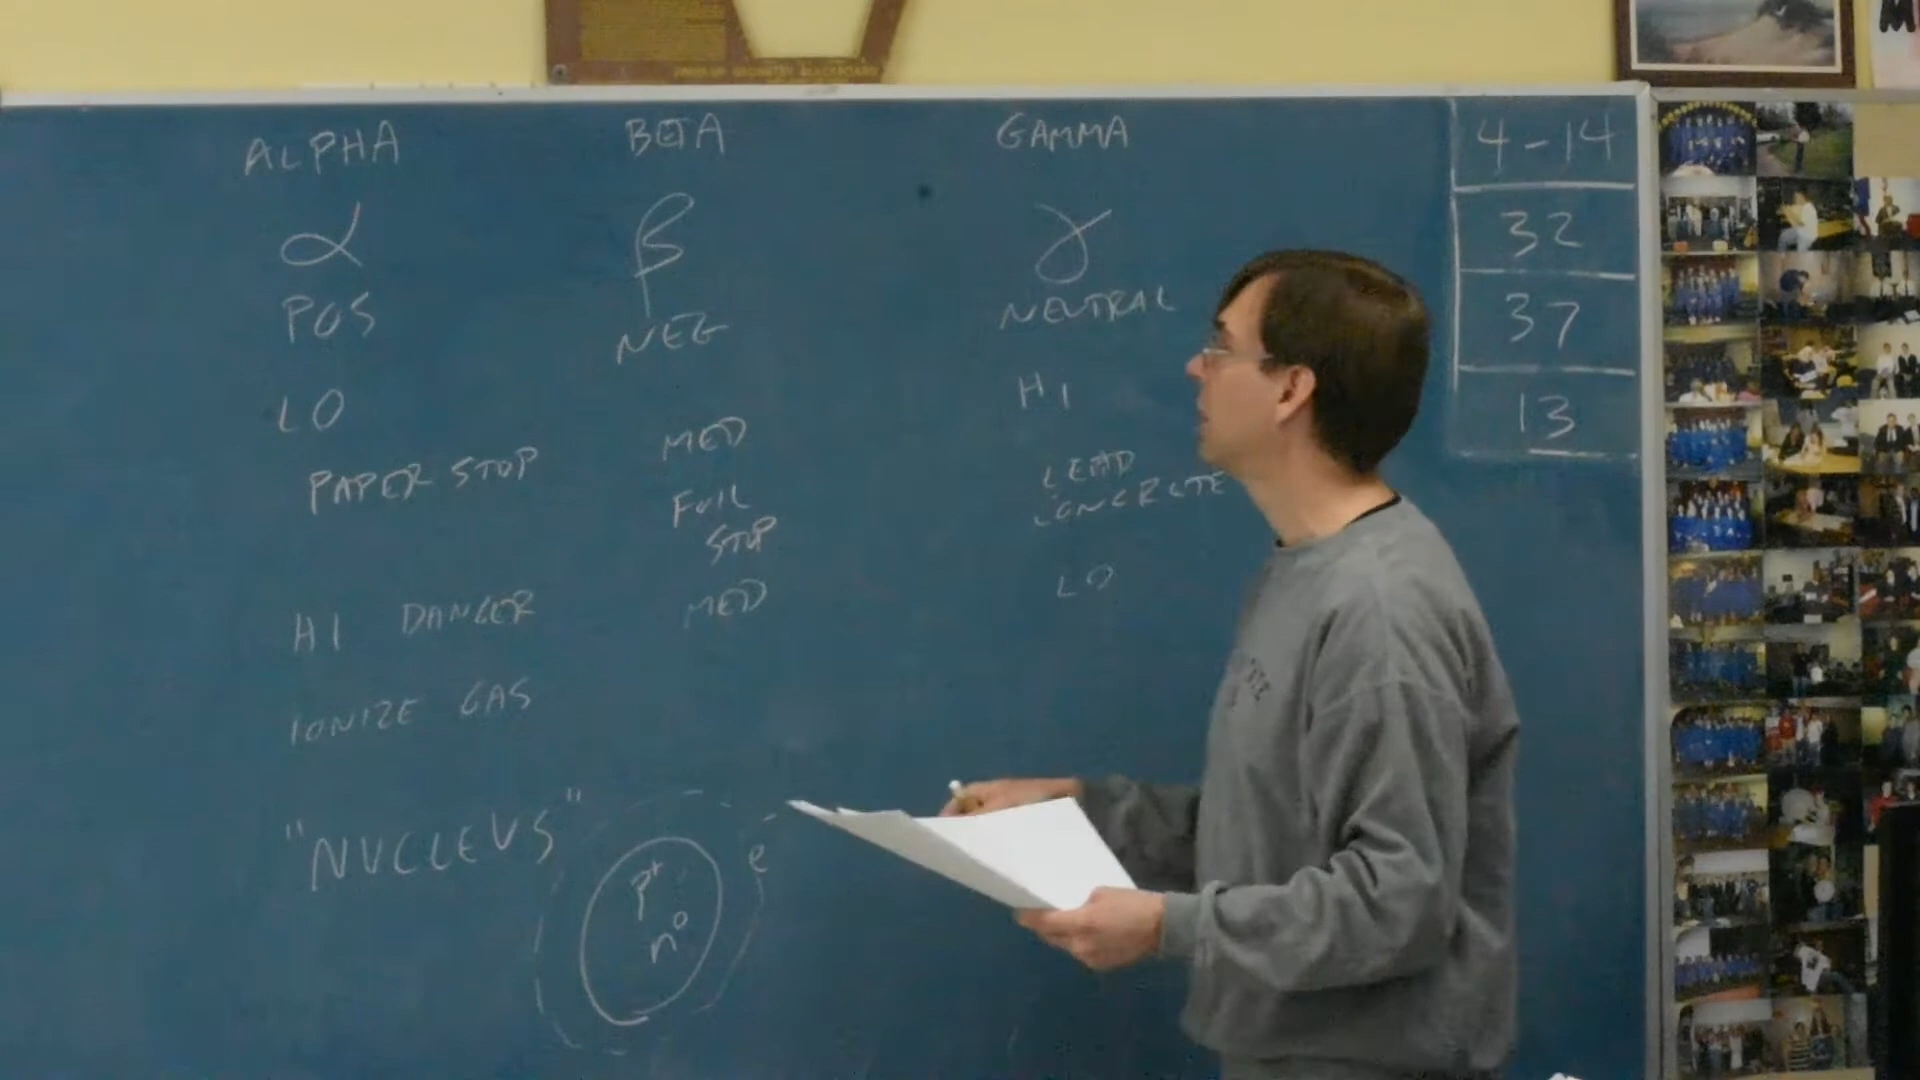 ALPHA BETA GAMMA 4-14
α β γ 32
POS NEG NEUTRAL 37
LO MED HI 13
PAPER STOP FOIL LEAD
STOP CONCRETE
HI DANGER MED LO
IONIZE GAS
"NUCLEUS" e
p+
n0